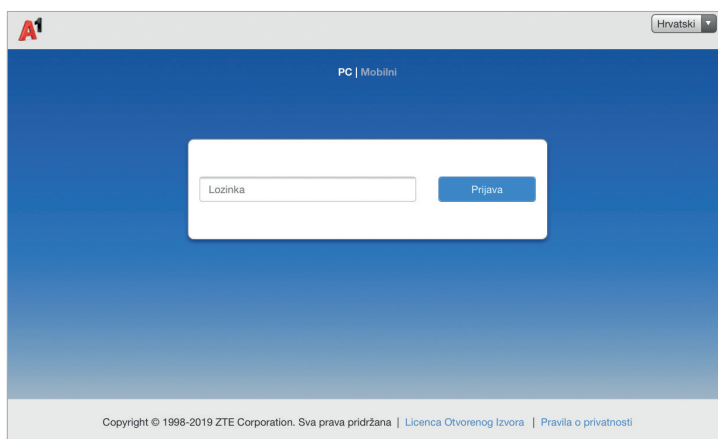 A1
Hrvatski
PC | Mobilni
Lozinka
Prijava
Copyright © 1998-2019 ZTE Corporation. Sva prava pridržana | Licenca Otvorenog Izvora | Pravila o privatnosti